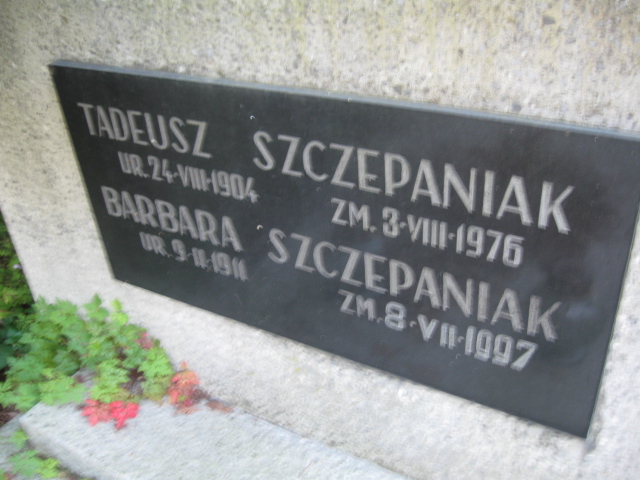 TADEUSZ SZCZEPANIAK
UR. 24-VIII-1904 ZM. 3-VIII-1976
BARBARA SZCZEPANIAK
UR. 9-II-1911 ZM. 8-VII-1997